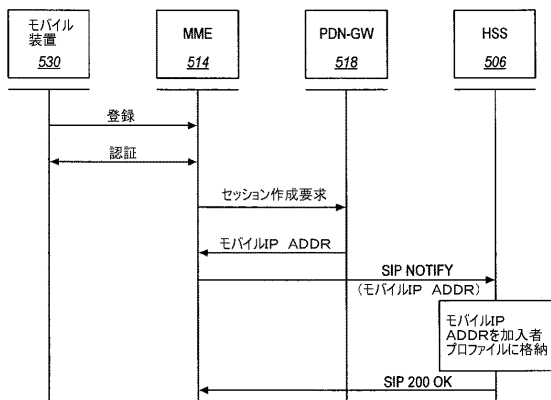 モバイル
装置
530
MME
514
PDN-GW
518
HSS
506
登録
認証
セッション作成要求
モバイルIP ADDR
SIP NOTIFY
(モバイルIP ADDR)
モバイルIP
ADDRを加入者
プロファイルに格納
SIP 200 OK